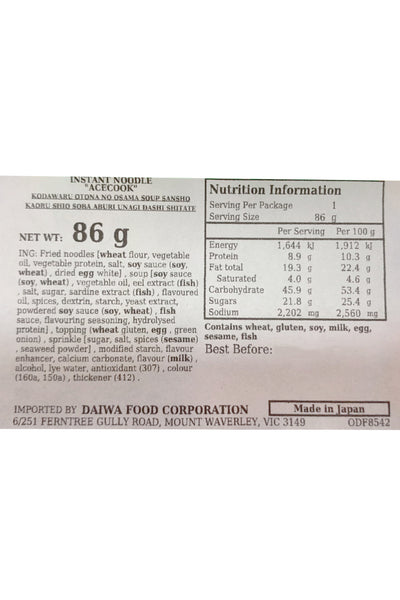 INSTANT NOODLE
"ACECOOK"
KODAWARU OTONA NO OSAMA SOUP SANSHO
KAORU SHIO SOBA ABURI UNAGI DASHI SHITATE
NET WT: 86 g
ING: Fried noodles [wheat flour, vegetable
oil, vegetable protein, salt, soy sauce (soy,
wheat) , dried egg white] , soup [soy sauce
(soy, wheat) , vegetable oil, eel extract (fish)
, salt, sugar, sardine extract (fish) , flavoured
oil, spices, dextrin, starch, yeast extract,
powdered soy sauce (soy, wheat) , fish
sauce, flavouring seasoning, hydrolysed
protein] , topping (wheat gluten, egg , green
onion) , sprinkle [sugar, salt, spices (sesame)
, seaweed powder] , modified starch, flavour
enhancer, calcium carbonate, flavour (milk) ,
alcohol, lye water, antioxidant (307) , colour
(160a, 150a) , thickener (412) .
Nutrition Information
Serving Per Package 1
Serving Size 86 g
Per Serving Per 100 g
Energy 1,644 kJ 1,912 kJ
Protein 8.9 g 10.3 g
Fat total 19.3 g 22.4 g
Saturated 4.0 g 4.6 g
Carbohydrate 45.9 g 53.4 g
Sugars 21.8 g 25.4 g
Sodium 2,202 mg 2,560 mg
Contains wheat, gluten, soy, milk, egg,
sesame, fish
Best Before:
IMPORTED BY DAIWA FOOD CORPORATION
Made in Japan
6/251 FERNTREE GULLY ROAD, MOUNT WAVERLEY, VIC 3149
ODF8542